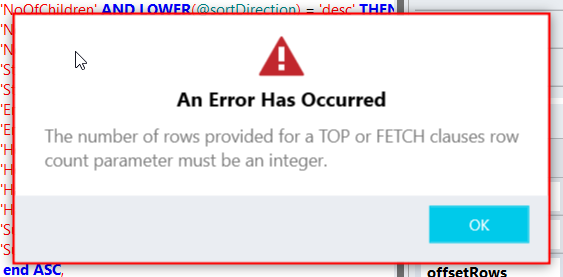 'NoOfChildren' AND LOWER(@sortDirection) = 'desc' THEN
An Error Has Occurred
The number of rows provided for a TOP or FETCH clauses row
count parameter must be an integer.
OK
end ASC,
offsetRows